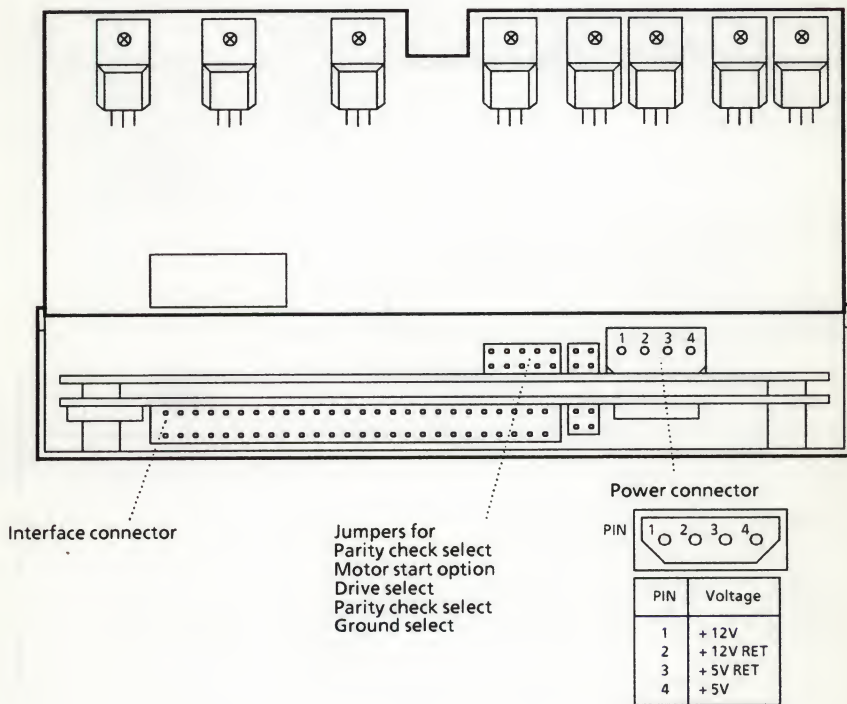 1 2 3 4
Interface connector
Jumpers for
Parity check select
Motor start option
Drive select
Parity check select
Ground select
Power connector
PIN 1 2 3 4
PIN Voltage
1 + 12V
2 + 12V RET
3 + 5V RET
4 + 5V